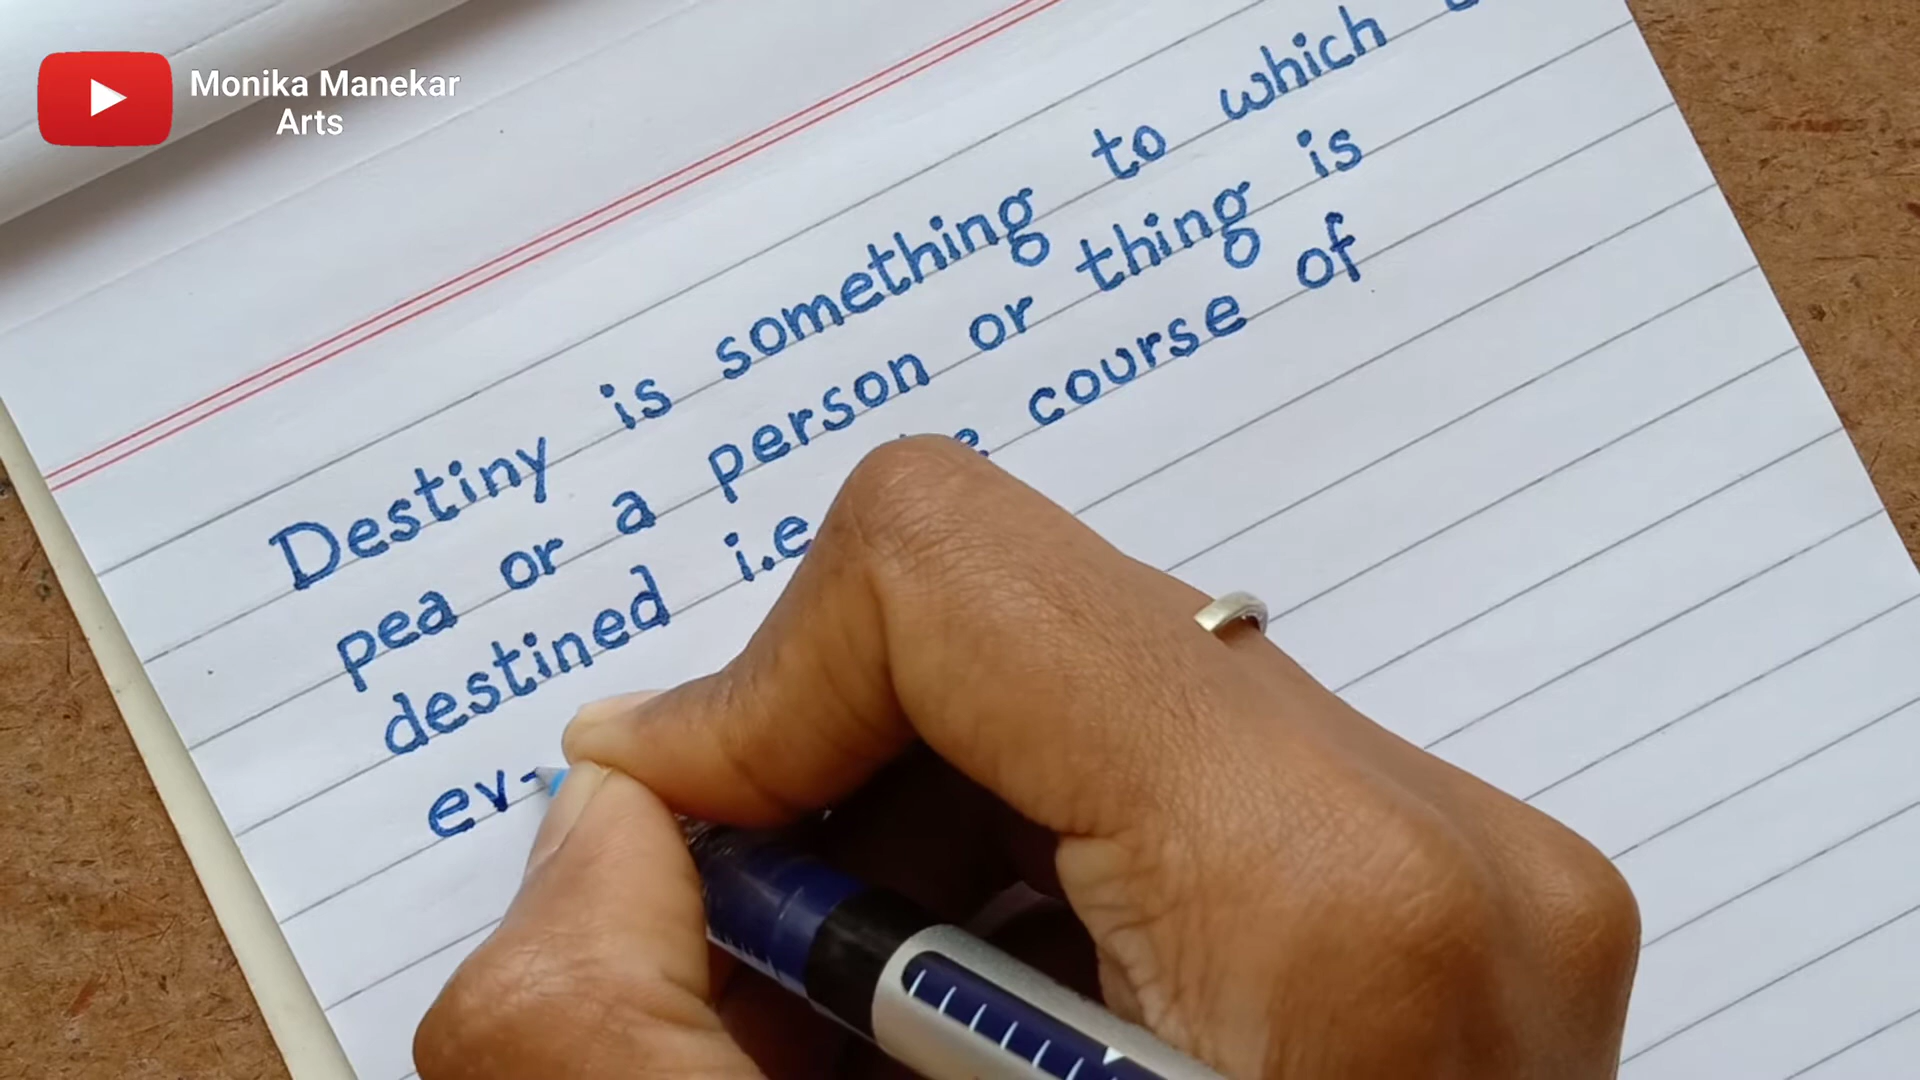 Monika Manekar
Arts
Destiny is something to which
pea or a person or thing is
destined i.e course of
ev